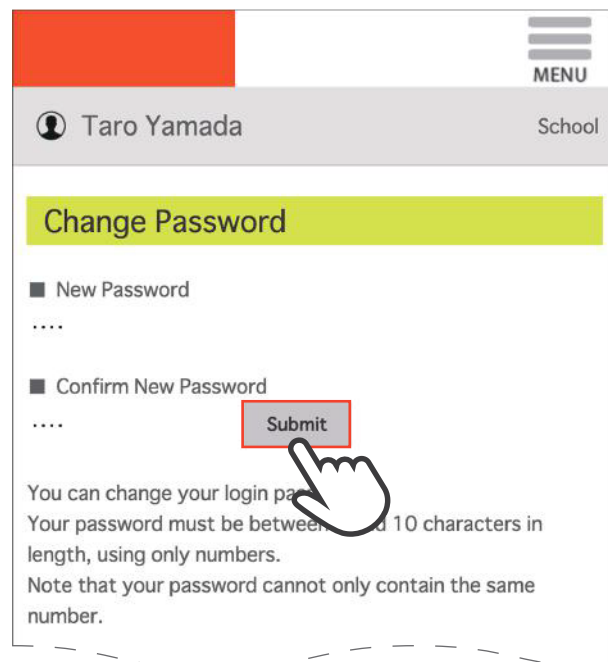 MENU
Taro Yamada
School
Change Password
■ New Password
....
■ Confirm New Password
....
Submit
You can change your login
Your password must be between 10 characters in
length, using only numbers.
Note that your password cannot only contain the same
number.